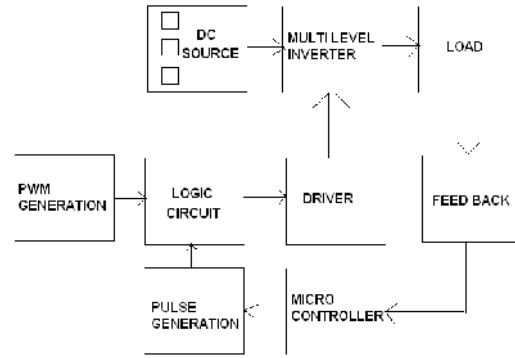 DC
SOURCE
MULTI LEVEL
INVERTER
LOAD
PWM
GENERATION
LOGIC
CIRCUIT
DRIVER
FEED BACK
PULSE
GENERATION
MICRO
CONTROLLER